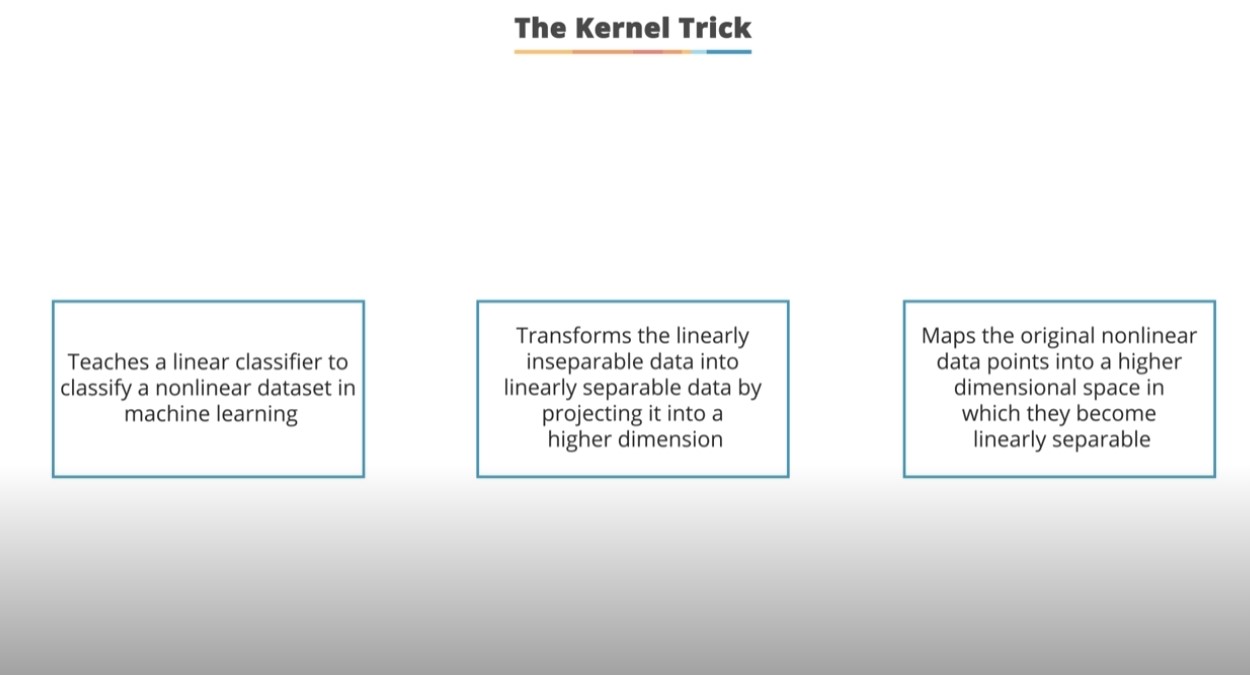 The Kernel Trick
Teaches a linear classifier to
classify a nonlinear dataset in
machine learning
Transforms the linearly
inseparable data into
linearly separable data by
projecting it into a
higher dimension
Maps the original nonlinear
data points into a higher
dimensional space in
which they become
linearly separable